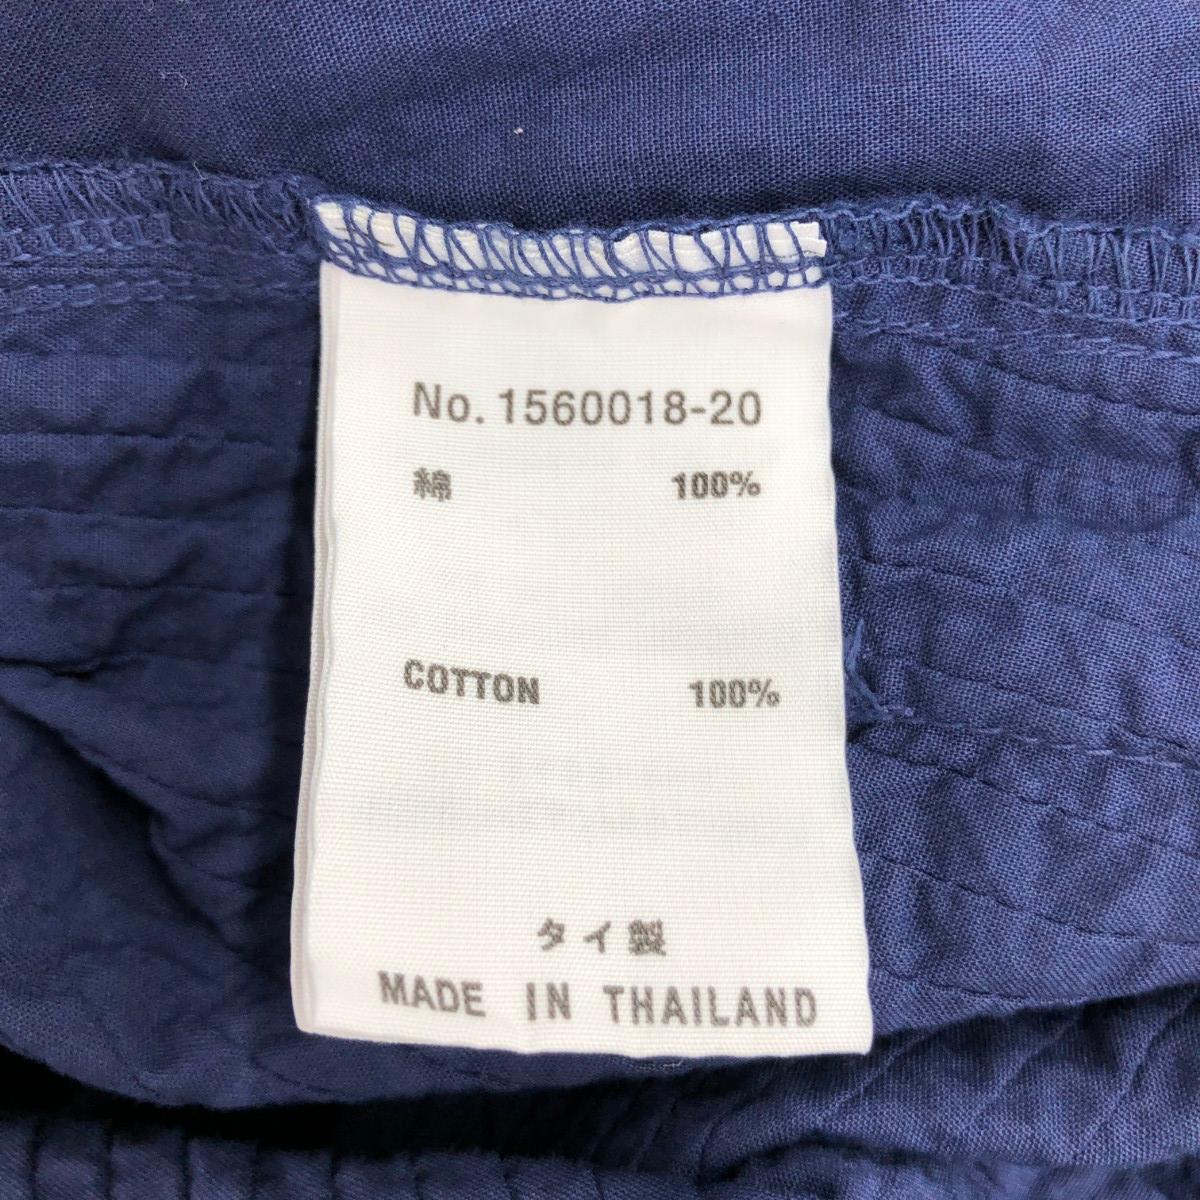 No. 1560018-20
綿 100%
COTTON 100%
タイ製
MADE IN THAILAND